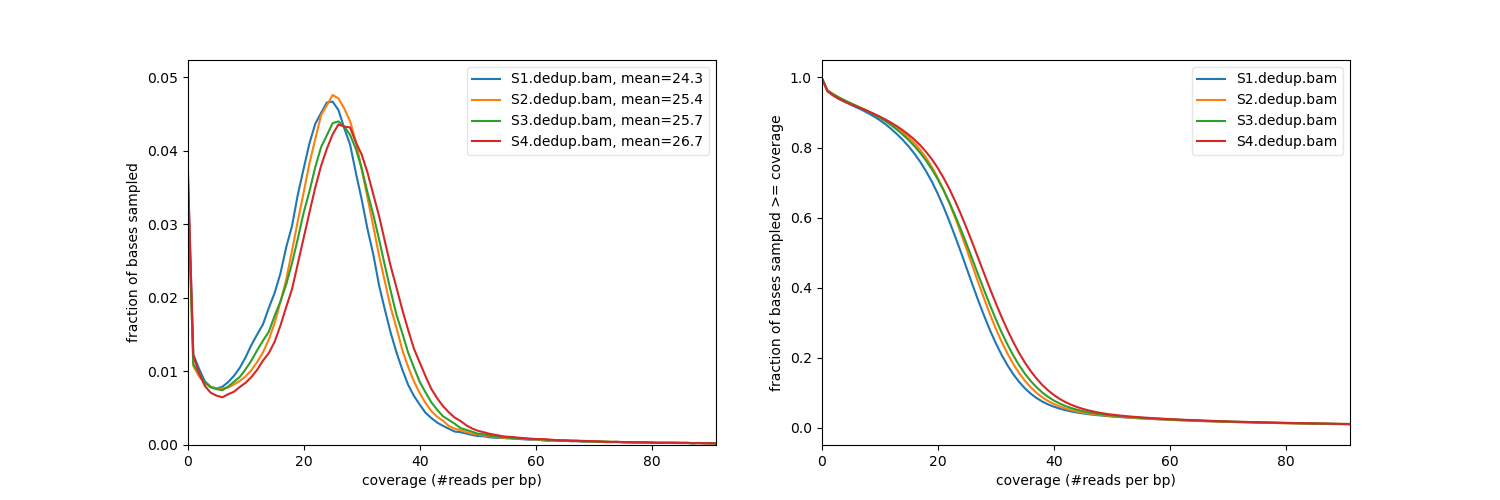 0.05
0.04
0.03
0.02
0.01
0.00
fraction of bases sampled
0
20
40
60
80
coverage (#reads per bp)
S1.dedup.bam, mean=24.3
S2.dedup.bam, mean=25.4
S3.dedup.bam, mean=25.7
S4.dedup.bam, mean=26.7
1.0
0.8
0.6
0.4
0.2
0.0
fraction of bases sampled >= coverage
0
20
40
60
80
coverage (#reads per bp)
S1.dedup.bam
S2.dedup.bam
S3.dedup.bam
S4.dedup.bam